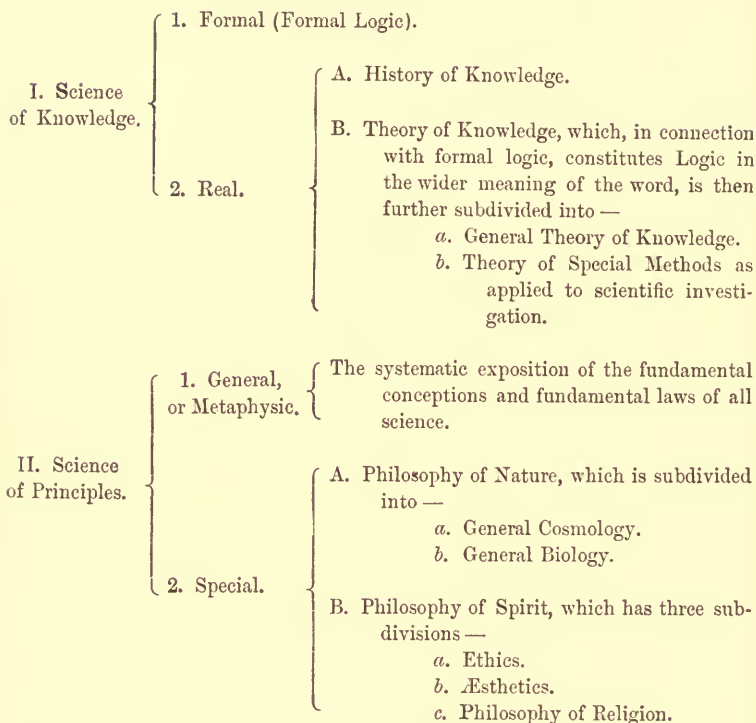 1. Formal (Formal Logic).
I. Science
of Knowledge.
2. Real.
A. History of Knowledge.
B. Theory of Knowledge, which, in connection
with formal logic, constitutes Logic in
the wider meaning of the word, is then
further subdivided into —
a. General Theory of Knowledge.
b. Theory of Special Methods as
applied to scientific investi-
gation.
II. Science
of Principles.
1. General,
or Metaphysic.
The systematic exposition of the fundamental
conceptions and fundamental laws of all
science.
2. Special.
A. Philosophy of Nature, which is subdivided
into —
a. General Cosmology.
b. General Biology.
B. Philosophy of Spirit, which has three sub-
divisions —
a. Ethics.
b. Æsthetics.
c. Philosophy of Religion.